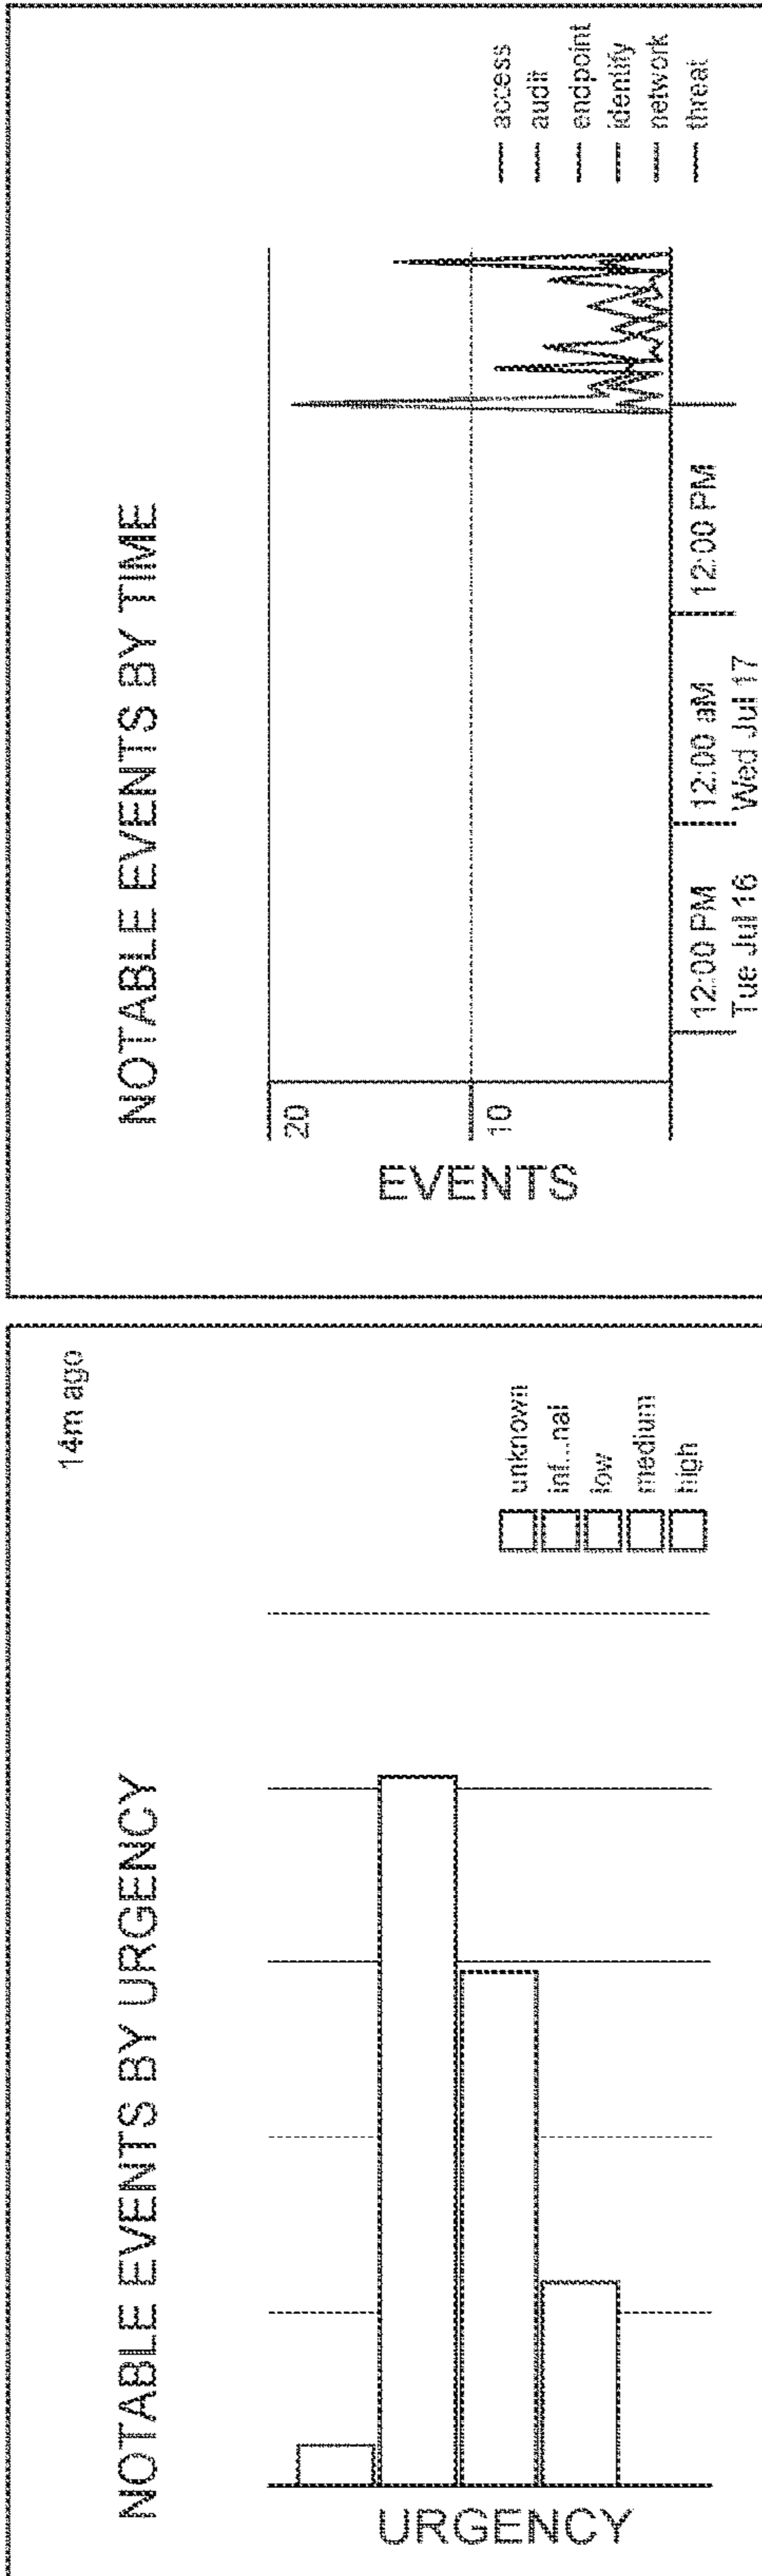 NOTABLE EVENTS BY URGENCY
14m ago
URGENCY
unknown
inf...nal
low
medium
high
NOTABLE EVENTS BY TIME
EVENTS
20
10
12:00 PM
Tue Jul 16
12:00 aM
Wed Jul 17
12:00 PM
access
audit
endpoint
identify
network
threat